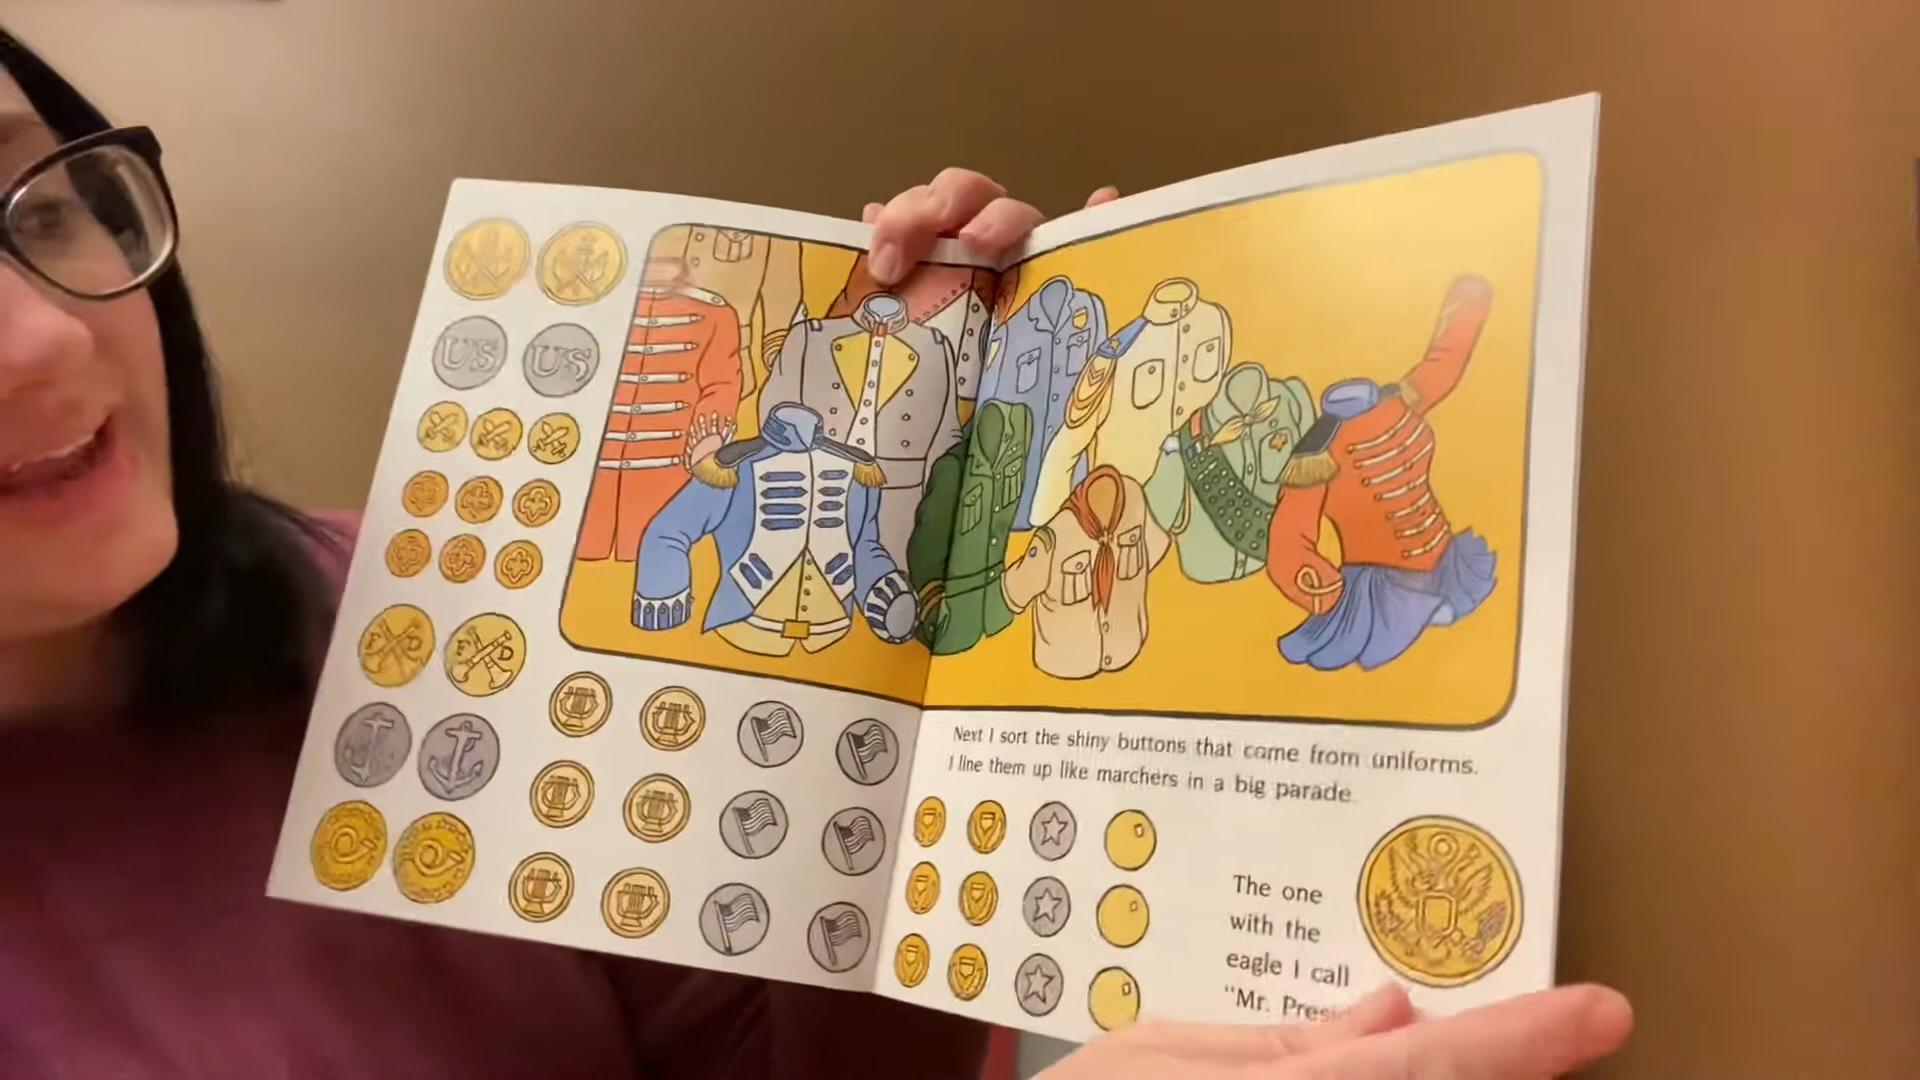 US US
F D F D
Next I sort the shiny buttons that came from uniforms.
I line them up like marchers in a big parade.
The one
with the
eagle I call
"Mr.